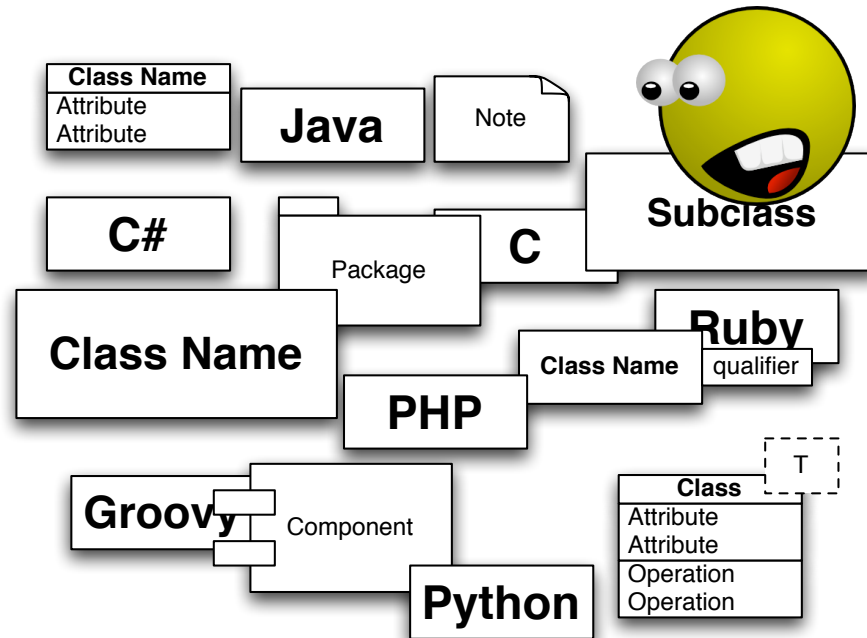 Class Name
Attribute
Attribute
Java
Note
Subclass
C#
Package
C
Class Name
Ruby
Class Name
qualifier
PHP
T
Class
Attribute
Attribute
Operation
Operation
Groovy
Component
Python